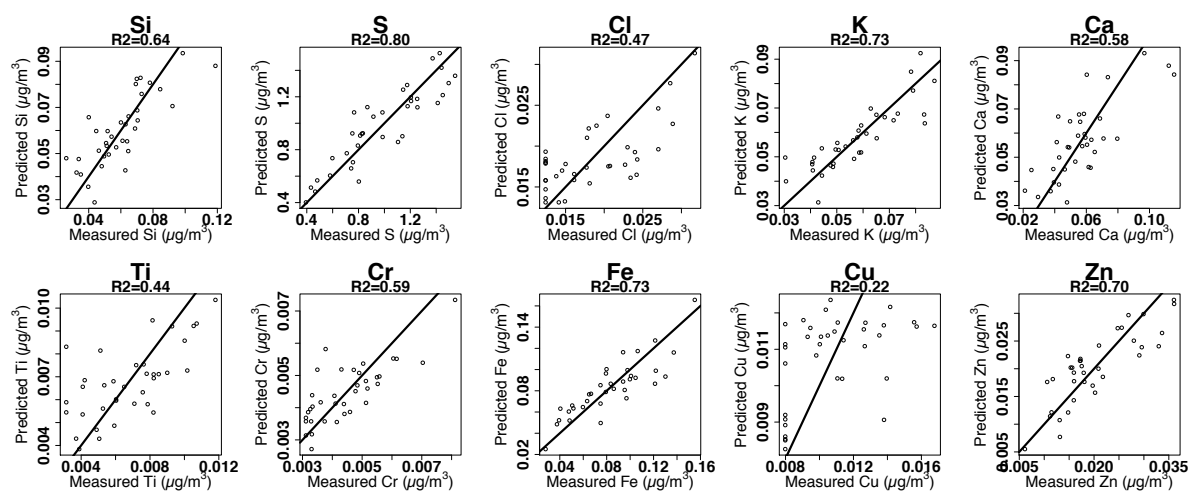 Si
R2=0.64
Predicted Si (µg/m³)
0.03 0.05 0.07 0.09
0.04 0.08 0.12
Measured Si (µg/m³)
S
R2=0.80
Predicted S (µg/m³)
0.4 0.8 1.2
0.4 0.8 1.2
Measured S (µg/m³)
Cl
R2=0.47
Predicted Cl (µg/m³)
0.015 0.025
0.015 0.025
Measured Cl (µg/m³)
K
R2=0.73
Predicted K (µg/m³)
0.03 0.05 0.07 0.09
0.03 0.05 0.07
Measured K (µg/m³)
Ca
R2=0.58
Predicted Ca (µg/m³)
0.03 0.05 0.07 0.09
0.02 0.06 0.10
Measured Ca (µg/m³)
Ti
R2=0.44
Predicted Ti (µg/m³)
0.004 0.007 0.010
0.004 0.008 0.012
Measured Ti (µg/m³)
Cr
R2=0.59
Predicted Cr (µg/m³)
0.003 0.005 0.007
0.003 0.005 0.007
Measured Cr (µg/m³)
Fe
R2=0.73
Predicted Fe (µg/m³)
0.02 0.08 0.14
0.04 0.08 0.12 0.16
Measured Fe (µg/m³)
Cu
R2=0.22
Predicted Cu (µg/m³)
0.009 0.011
0.008 0.012 0.016
Measured Cu (µg/m³)
Zn
R2=0.70
Predicted Zn (µg/m³)
0.015 0.025
0.005 0.020 0.035
Measured Zn (µg/m³)